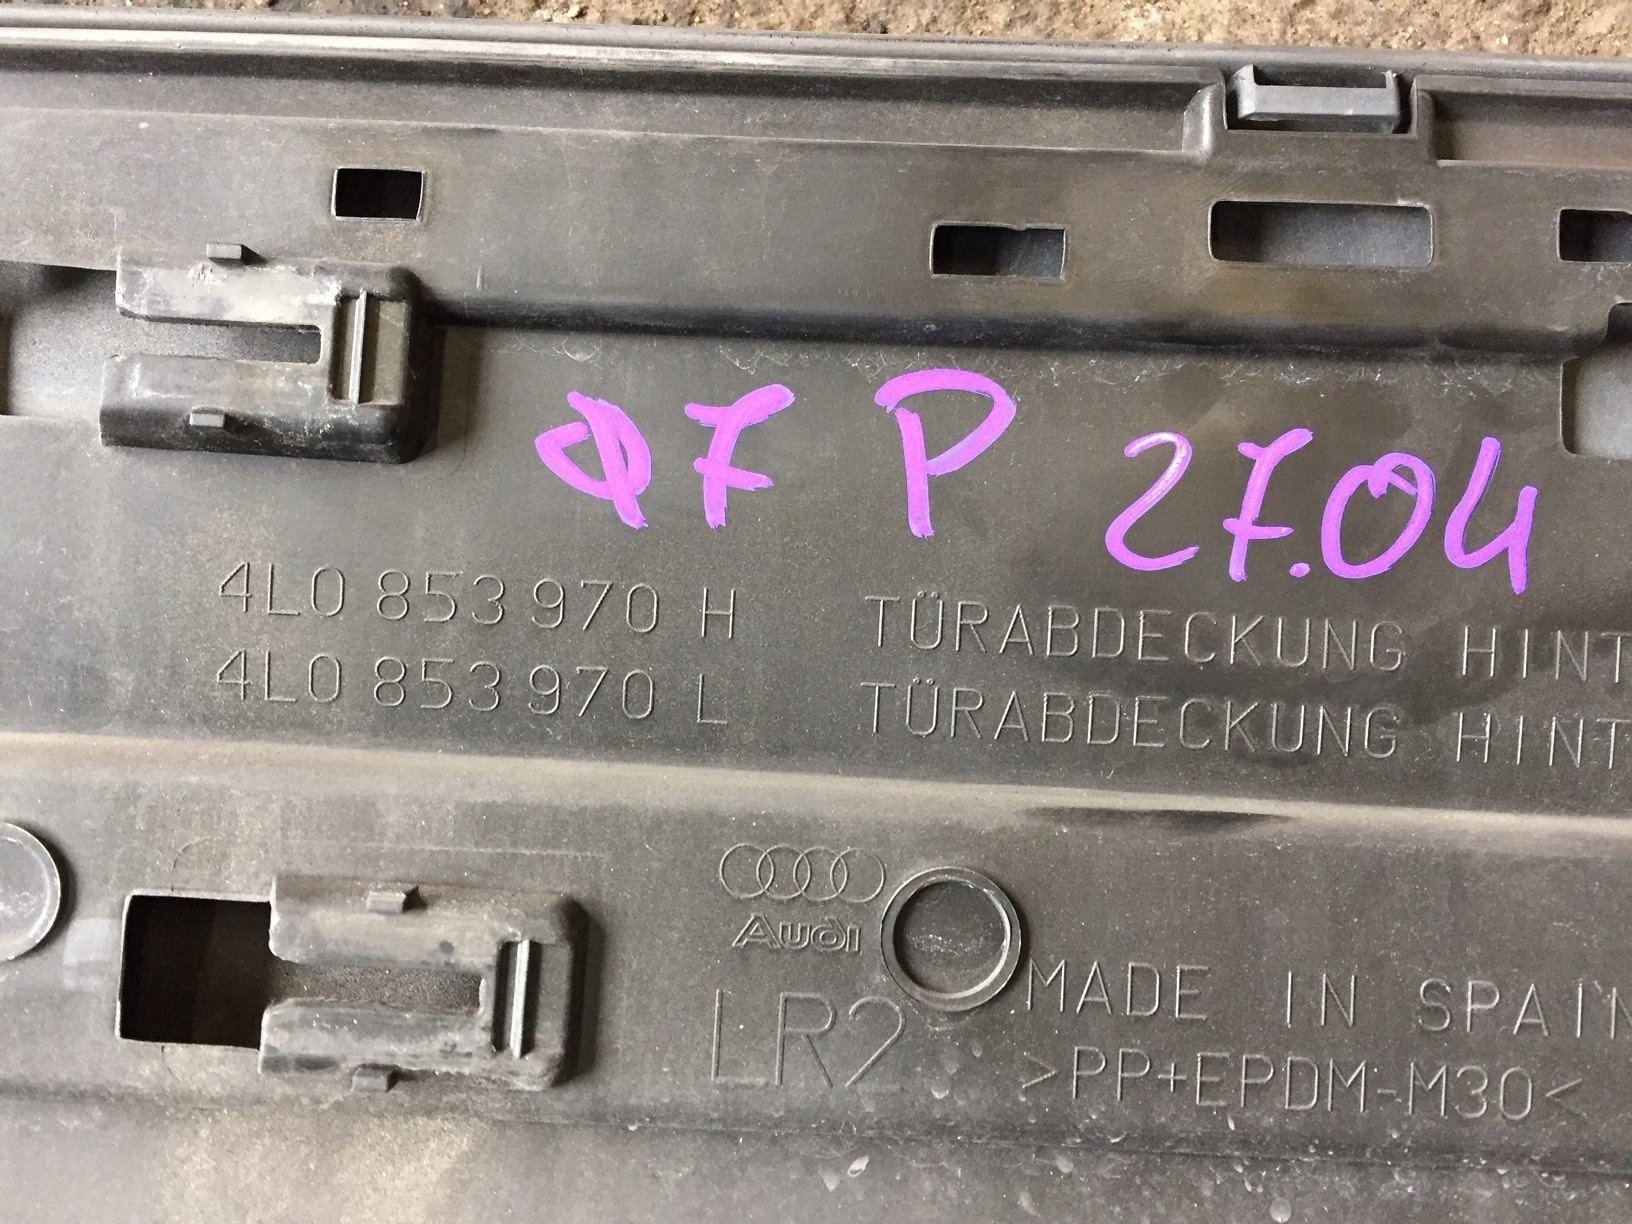 Q7 P 27.04
4L0 853 970 H TÜRABDECKUNG HINT
4L0 853 970 L TÜRABDECKUNG HINT
Audi
LR2
MADE IN SPAIN
>PP+EPDM-M30<